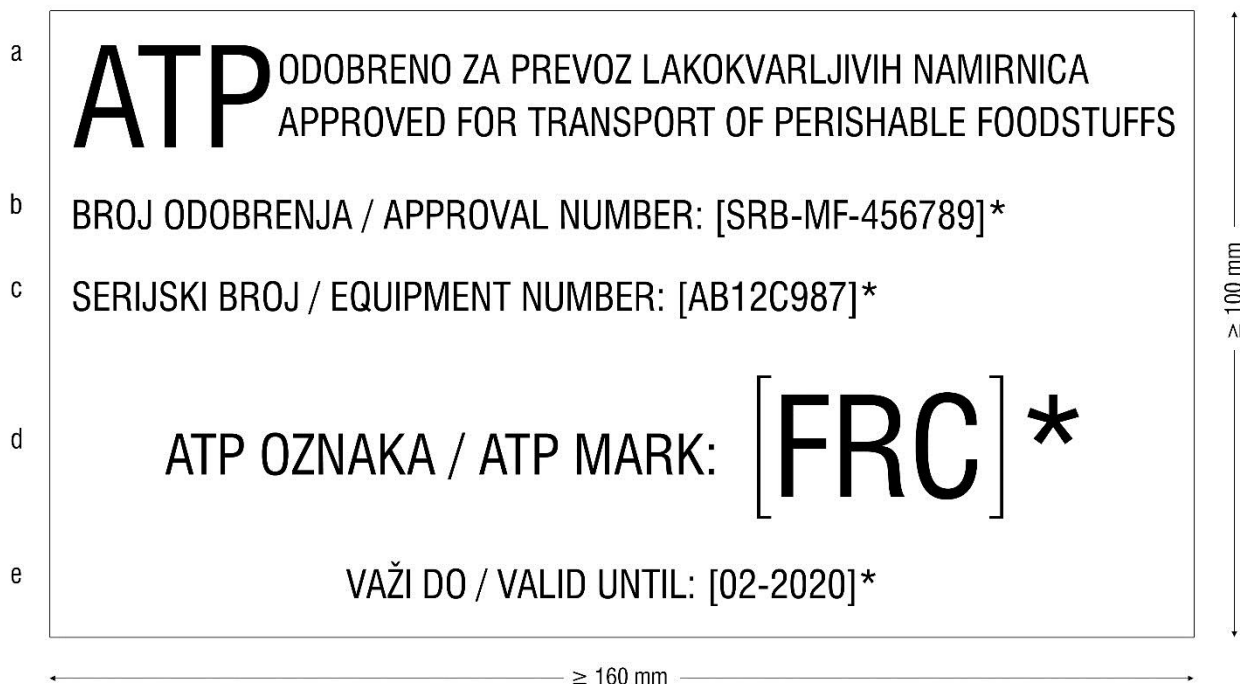 a
ATP ODOBRENO ZA PREVOZ LAKOKVARLJIVIH NAMIRNICA
APPROVED FOR TRANSPORT OF PERISHABLE FOODSTUFFS
b
BROJ ODOBRENJA / APPROVAL NUMBER: [SRB-MF-456789]*
c
SERIJSKI BROJ / EQUIPMENT NUMBER: [AB12C987]*
d
ATP OZNAKA / ATP MARK: [FRC]*
e
VAŽI DO / VALID UNTIL: [02-2020]*
≥ 160 mm
≥ 100 mm